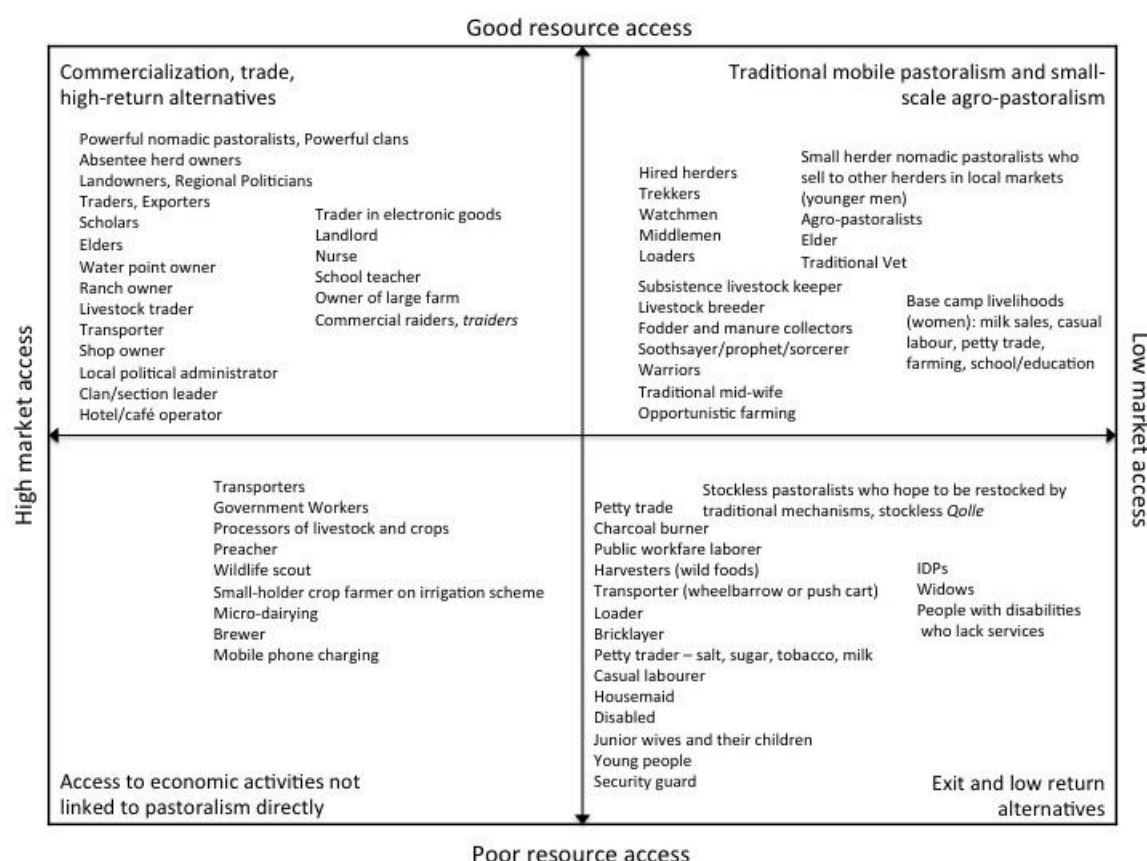 Good resource access
Commercialization, trade,
high-return alternatives
Powerful nomadic pastoralists, Powerful clans
Absentee herd owners
Landowners, Regional Politicians
Traders, Exporters
Scholars
Elders
Water point owner
Ranch owner
Livestock trader
Transporter
Shop owner
Local political administrator
Clan/section leader
Hotel/café operator
Trader in electronic goods
Landlord
Nurse
School teacher
Owner of large farm
Commercial raiders, traiders
Traditional mobile pastoralism and small-
scale agro-pastoralism
Hired herders
Trekkers
Watchmen
Middlemen
Loaders
Small herder nomadic pastoralists who
sell to other herders in local markets
(younger men)
Agro-pastoralists
Elder
Traditional Vet
Subsistence livestock keeper
Livestock breeder
Fodder and manure collectors
Soothsayer/prophet/sorcerer
Warriors
Traditional mid-wife
Opportunistic farming
Base camp livelihoods
(women): milk sales, casual
labour, petty trade,
farming, school/education
High market access
Low market access
Transporters
Government Workers
Processors of livestock and crops
Preacher
Wildlife scout
Small-holder crop farmer on irrigation scheme
Micro-dairying
Brewer
Mobile phone charging
Access to economic activities not
linked to pastoralism directly
Stockless pastoralists who hope to be restocked by
traditional mechanisms, stockless Qolle
Petty trade
Charcoal burner
Public workfare laborer
Harvesters (wild foods)
Transporter (wheelbarrow or push cart)
Loader
Bricklayer
Petty trader – salt, sugar, tobacco, milk
Casual labourer
Housemaid
Disabled
Junior wives and their children
Young people
Security guard
IDPs
Widows
People with disabilities
who lack services
Exit and low return
alternatives
Poor resource access